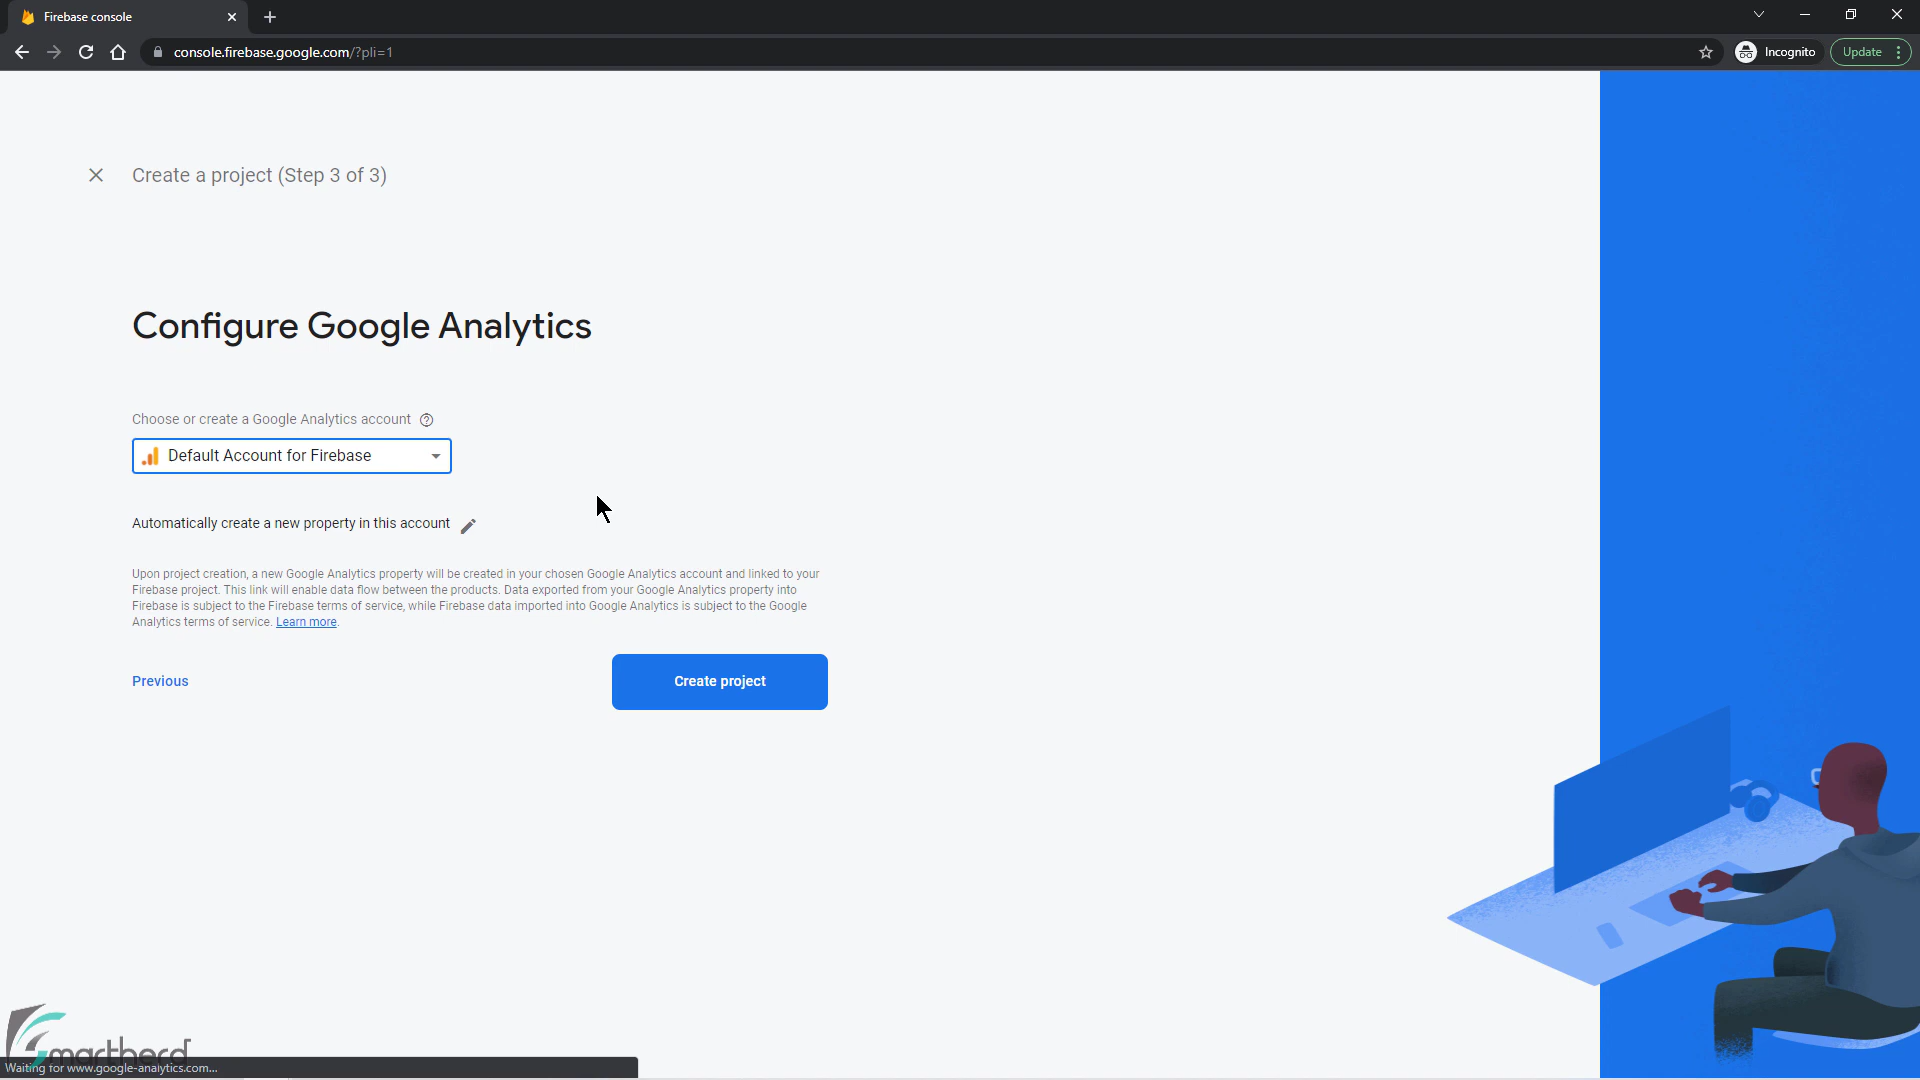 Firebase console
console.firebase.google.com/?pli=1
Incognito
Update
Create a project (Step 3 of 3)
Configure Google Analytics
Choose or create a Google Analytics account
Default Account for Firebase
Automatically create a new property in this account
Upon project creation, a new Google Analytics property will be created in your chosen Google Analytics account and linked to your
Firebase project. This link will enable data flow between the products. Data exported from your Google Analytics property into
Firebase is subject to the Firebase terms of service, while Firebase data imported into Google Analytics is subject to the Google
Analytics terms of service. Learn more.
Previous
Create project
Smartherd
Waiting for www.google-analytics.com...